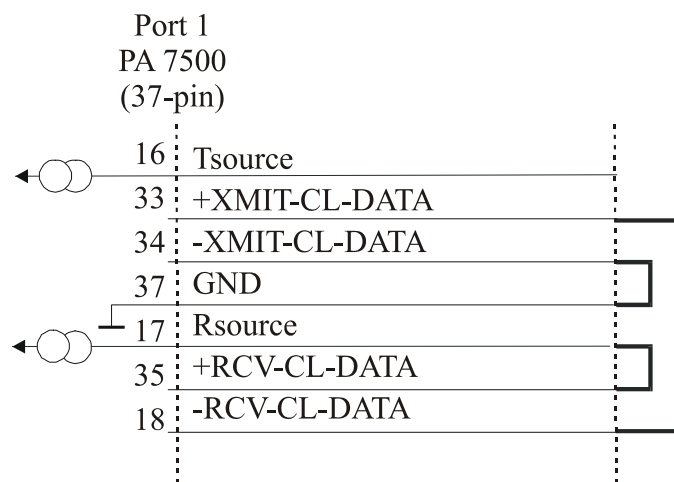 Port 1
PA 7500
(37-pin)
16 Tsource
33 +XMIT-CL-DATA
34 -XMIT-CL-DATA
37 GND
17 Rsource
35 +RCV-CL-DATA
18 -RCV-CL-DATA